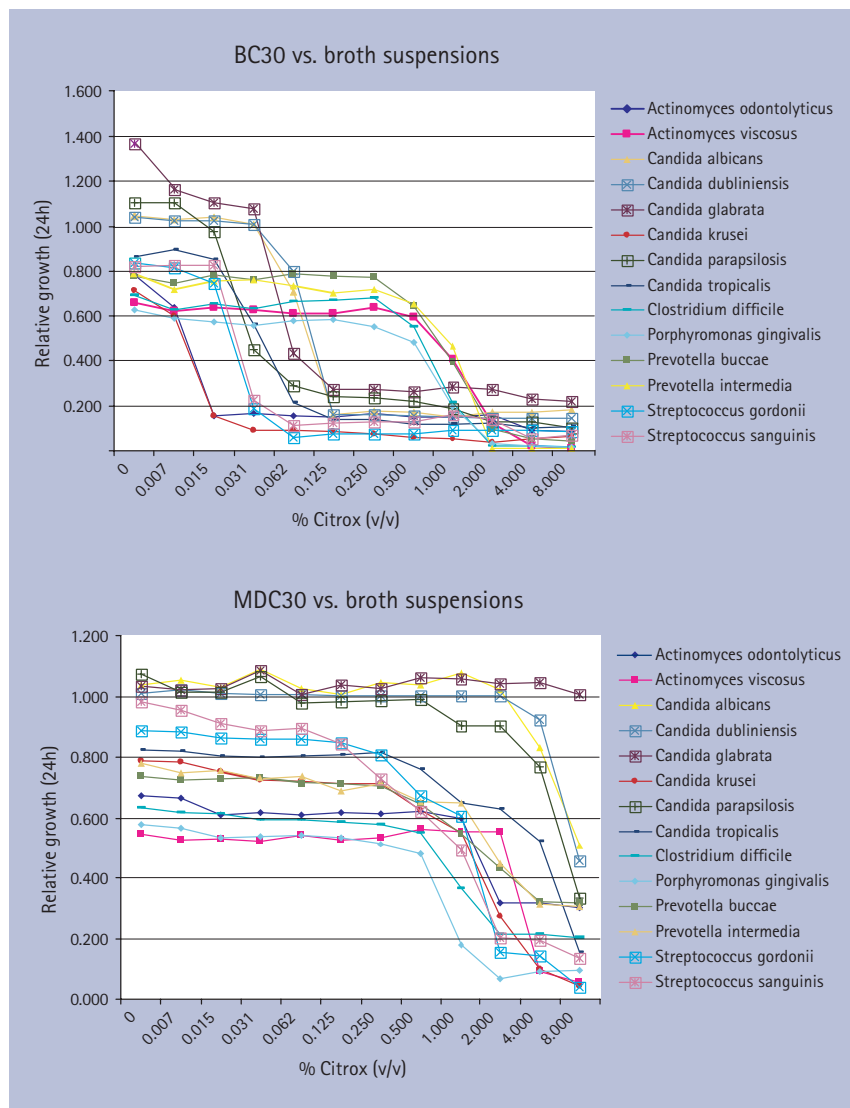 BC30 vs. broth suspensions
1.600
1.400
1.200
1.000
0.800
0.600
0.400
0.200
Relative growth (24h)
0
0.007
0.015
0.031
0.062
0.125
0.250
0.500
1.000
2.000
4.000
8.000
% Citrox (v/v)
Actinomyces odontolyticus
Actinomyces viscosus
Candida albicans
Candida dubliniensis
Candida glabrata
Candida krusei
Candida parapsilosis
Candida tropicalis
Clostridium difficile
Porphyromonas gingivalis
Prevotella buccae
Prevotella intermedia
Streptococcus gordonii
Streptococcus sanguinis
MDC30 vs. broth suspensions
1.200
1.000
0.800
0.600
0.400
0.200
0.000
Relative growth (24h)
0
0.007
0.015
0.031
0.062
0.125
0.250
0.500
1.000
2.000
4.000
8.000
% Citrox (v/v)
Actinomyces odontolyticus
Actinomyces viscosus
Candida albicans
Candida dubliniensis
Candida glabrata
Candida krusei
Candida parapsilosis
Candida tropicalis
Clostridium difficile
Porphyromonas gingivalis
Prevotella buccae
Prevotella intermedia
Streptococcus gordonii
Streptococcus sanguinis